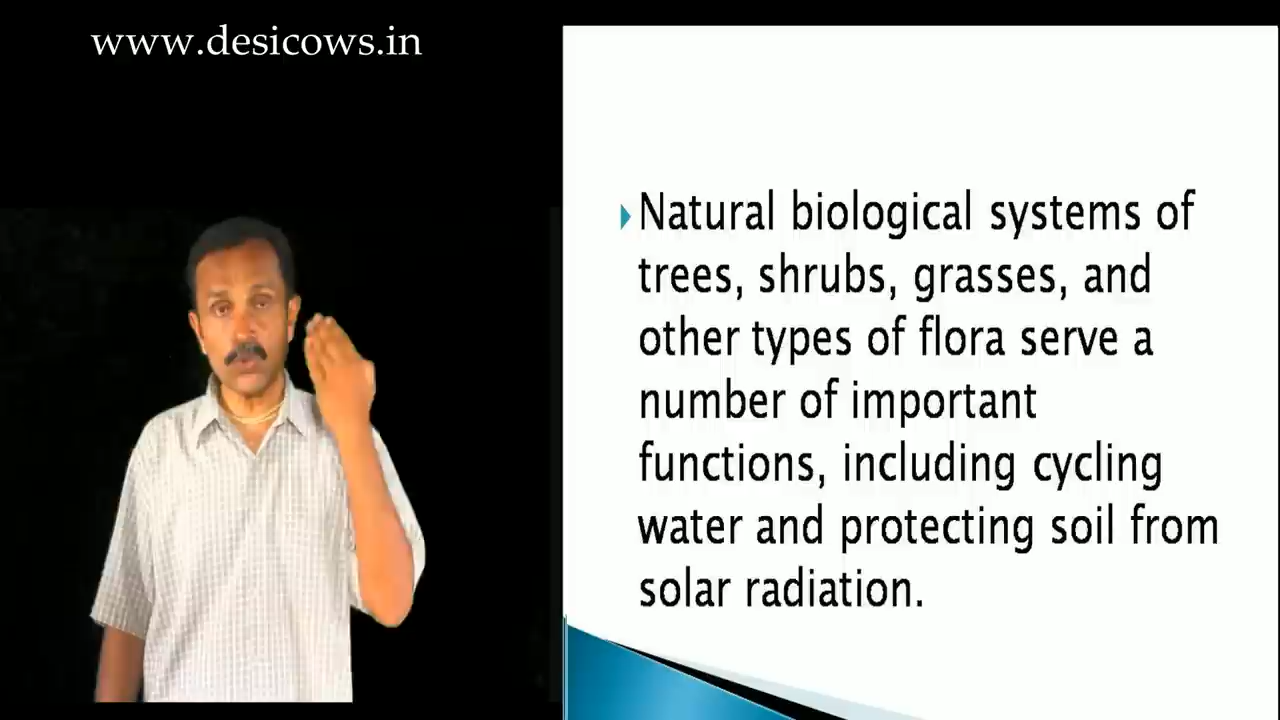 www.desicows.in
Natural biological systems of
trees, shrubs, grasses, and
other types of flora serve a
number of important
functions, including cycling
water and protecting soil from
solar radiation.